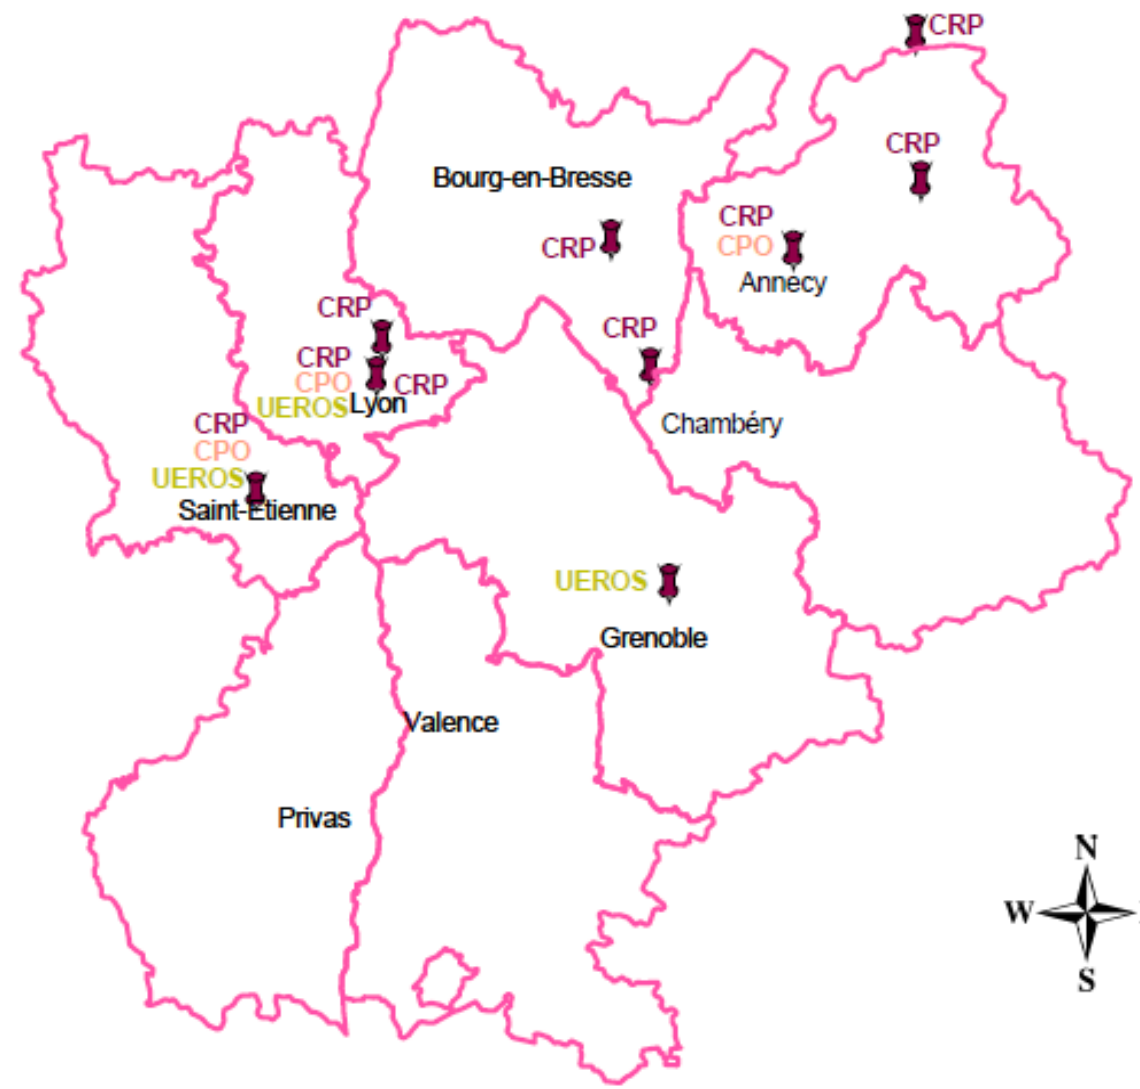 CRP
CRP
Bourg-en-Bresse
CRP
CPO
CRP
Annecy
CRP
CRP
CRP
CRP
CPO
UEROS
Lyon
CRP
CPO
Chambéry
UEROS
Saint-Etienne
UEROS
Grenoble
Valence
Privas
N
W
S